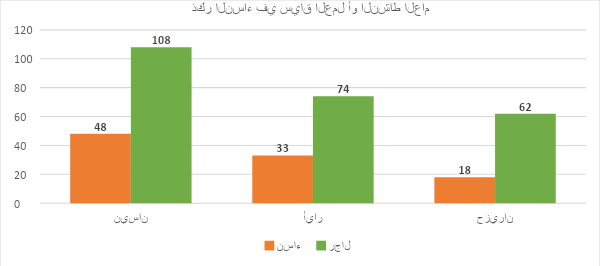 ذكر النساء في سياق العمل أو النشاط العام
120
100
80
60
40
20
0
48
108
33
74
18
62
نيسان
أيار
حزيران
نساء
رجال